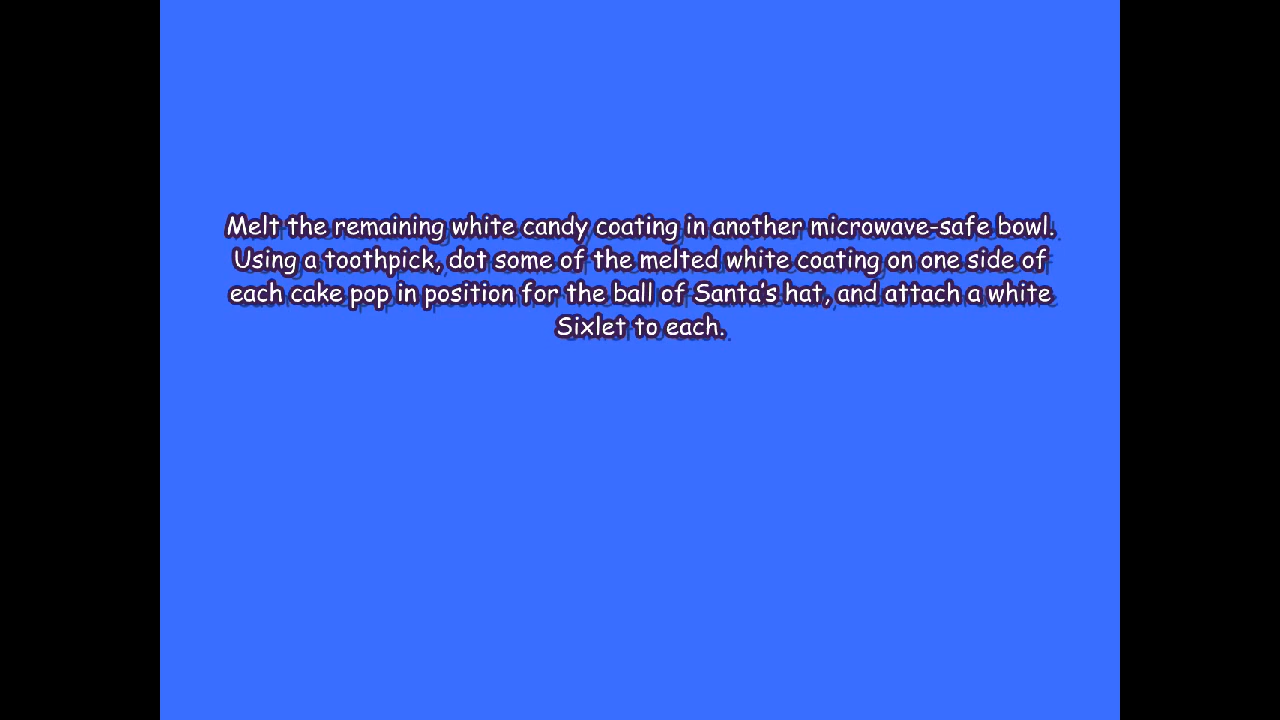 Melt the remaining white candy coating in another microwave-safe bowl.
Using a toothpick, dot some of the melted white coating on one side of
each cake pop in position for the ball of Santa’s hat, and attach a white
Sixlet to each.